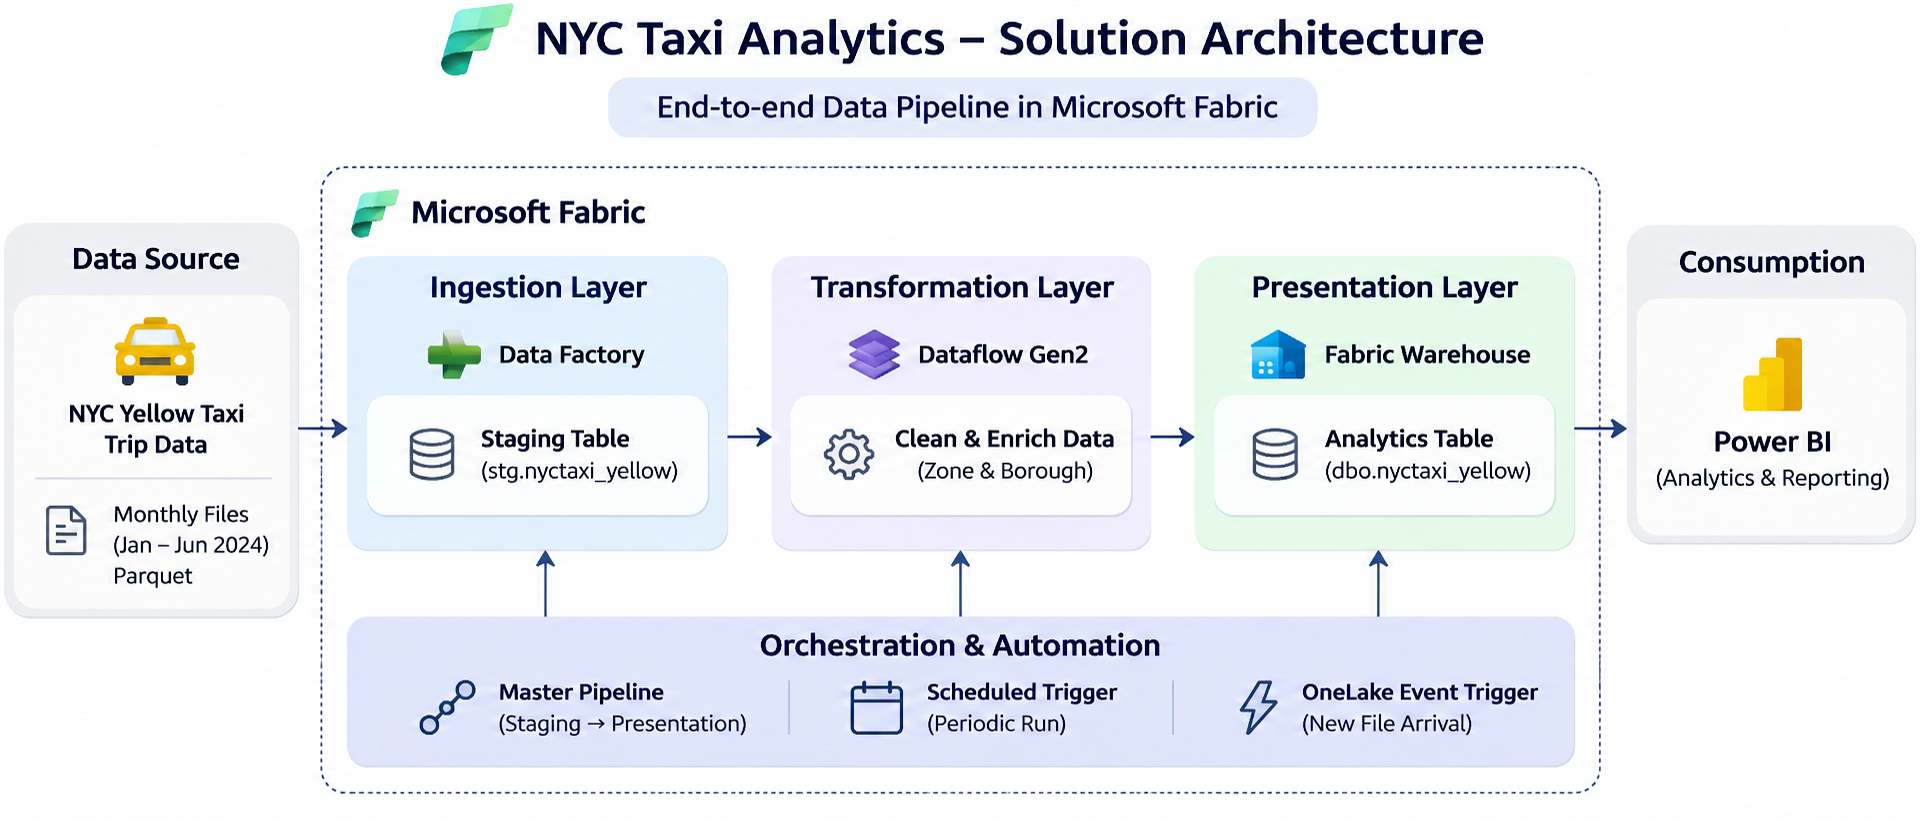 NYC Taxi Analytics – Solution Architecture
End-to-end Data Pipeline in Microsoft Fabric
Microsoft Fabric
Data Source
NYC Yellow Taxi
Trip Data
Monthly Files
(Jan – Jun 2024)
Parquet
Ingestion Layer
Data Factory
Staging Table
(stg.nyctaxi_yellow)
Transformation Layer
Dataflow Gen2
Clean & Enrich Data
(Zone & Borough)
Presentation Layer
Fabric Warehouse
Analytics Table
(dbo.nyctaxi_yellow)
Consumption
Power BI
(Analytics & Reporting)
Orchestration & Automation
Master Pipeline
(Staging → Presentation)
Scheduled Trigger
(Periodic Run)
OneLake Event Trigger
(New File Arrival)